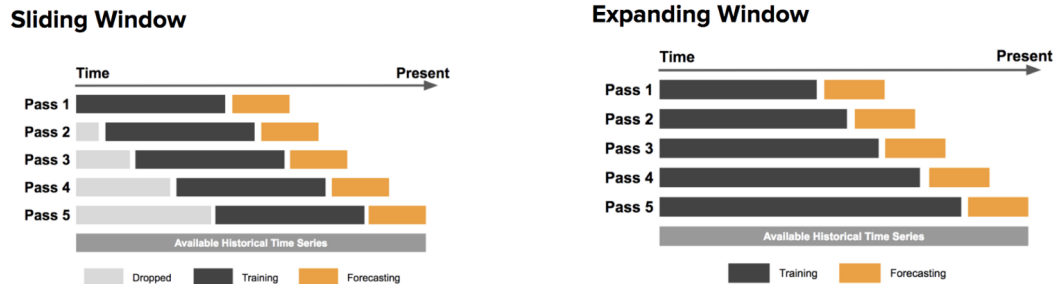 Sliding Window
Time Present
Pass 1
Pass 2
Pass 3
Pass 4
Pass 5
Available Historical Time Series
Dropped Training Forecasting
Expanding Window
Time Present
Pass 1
Pass 2
Pass 3
Pass 4
Pass 5
Available Historical Time Series
Training Forecasting